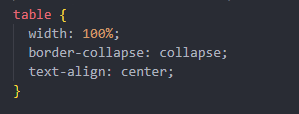 table {
  width: 100%;
  border-collapse: collapse;
  text-align: center;
}